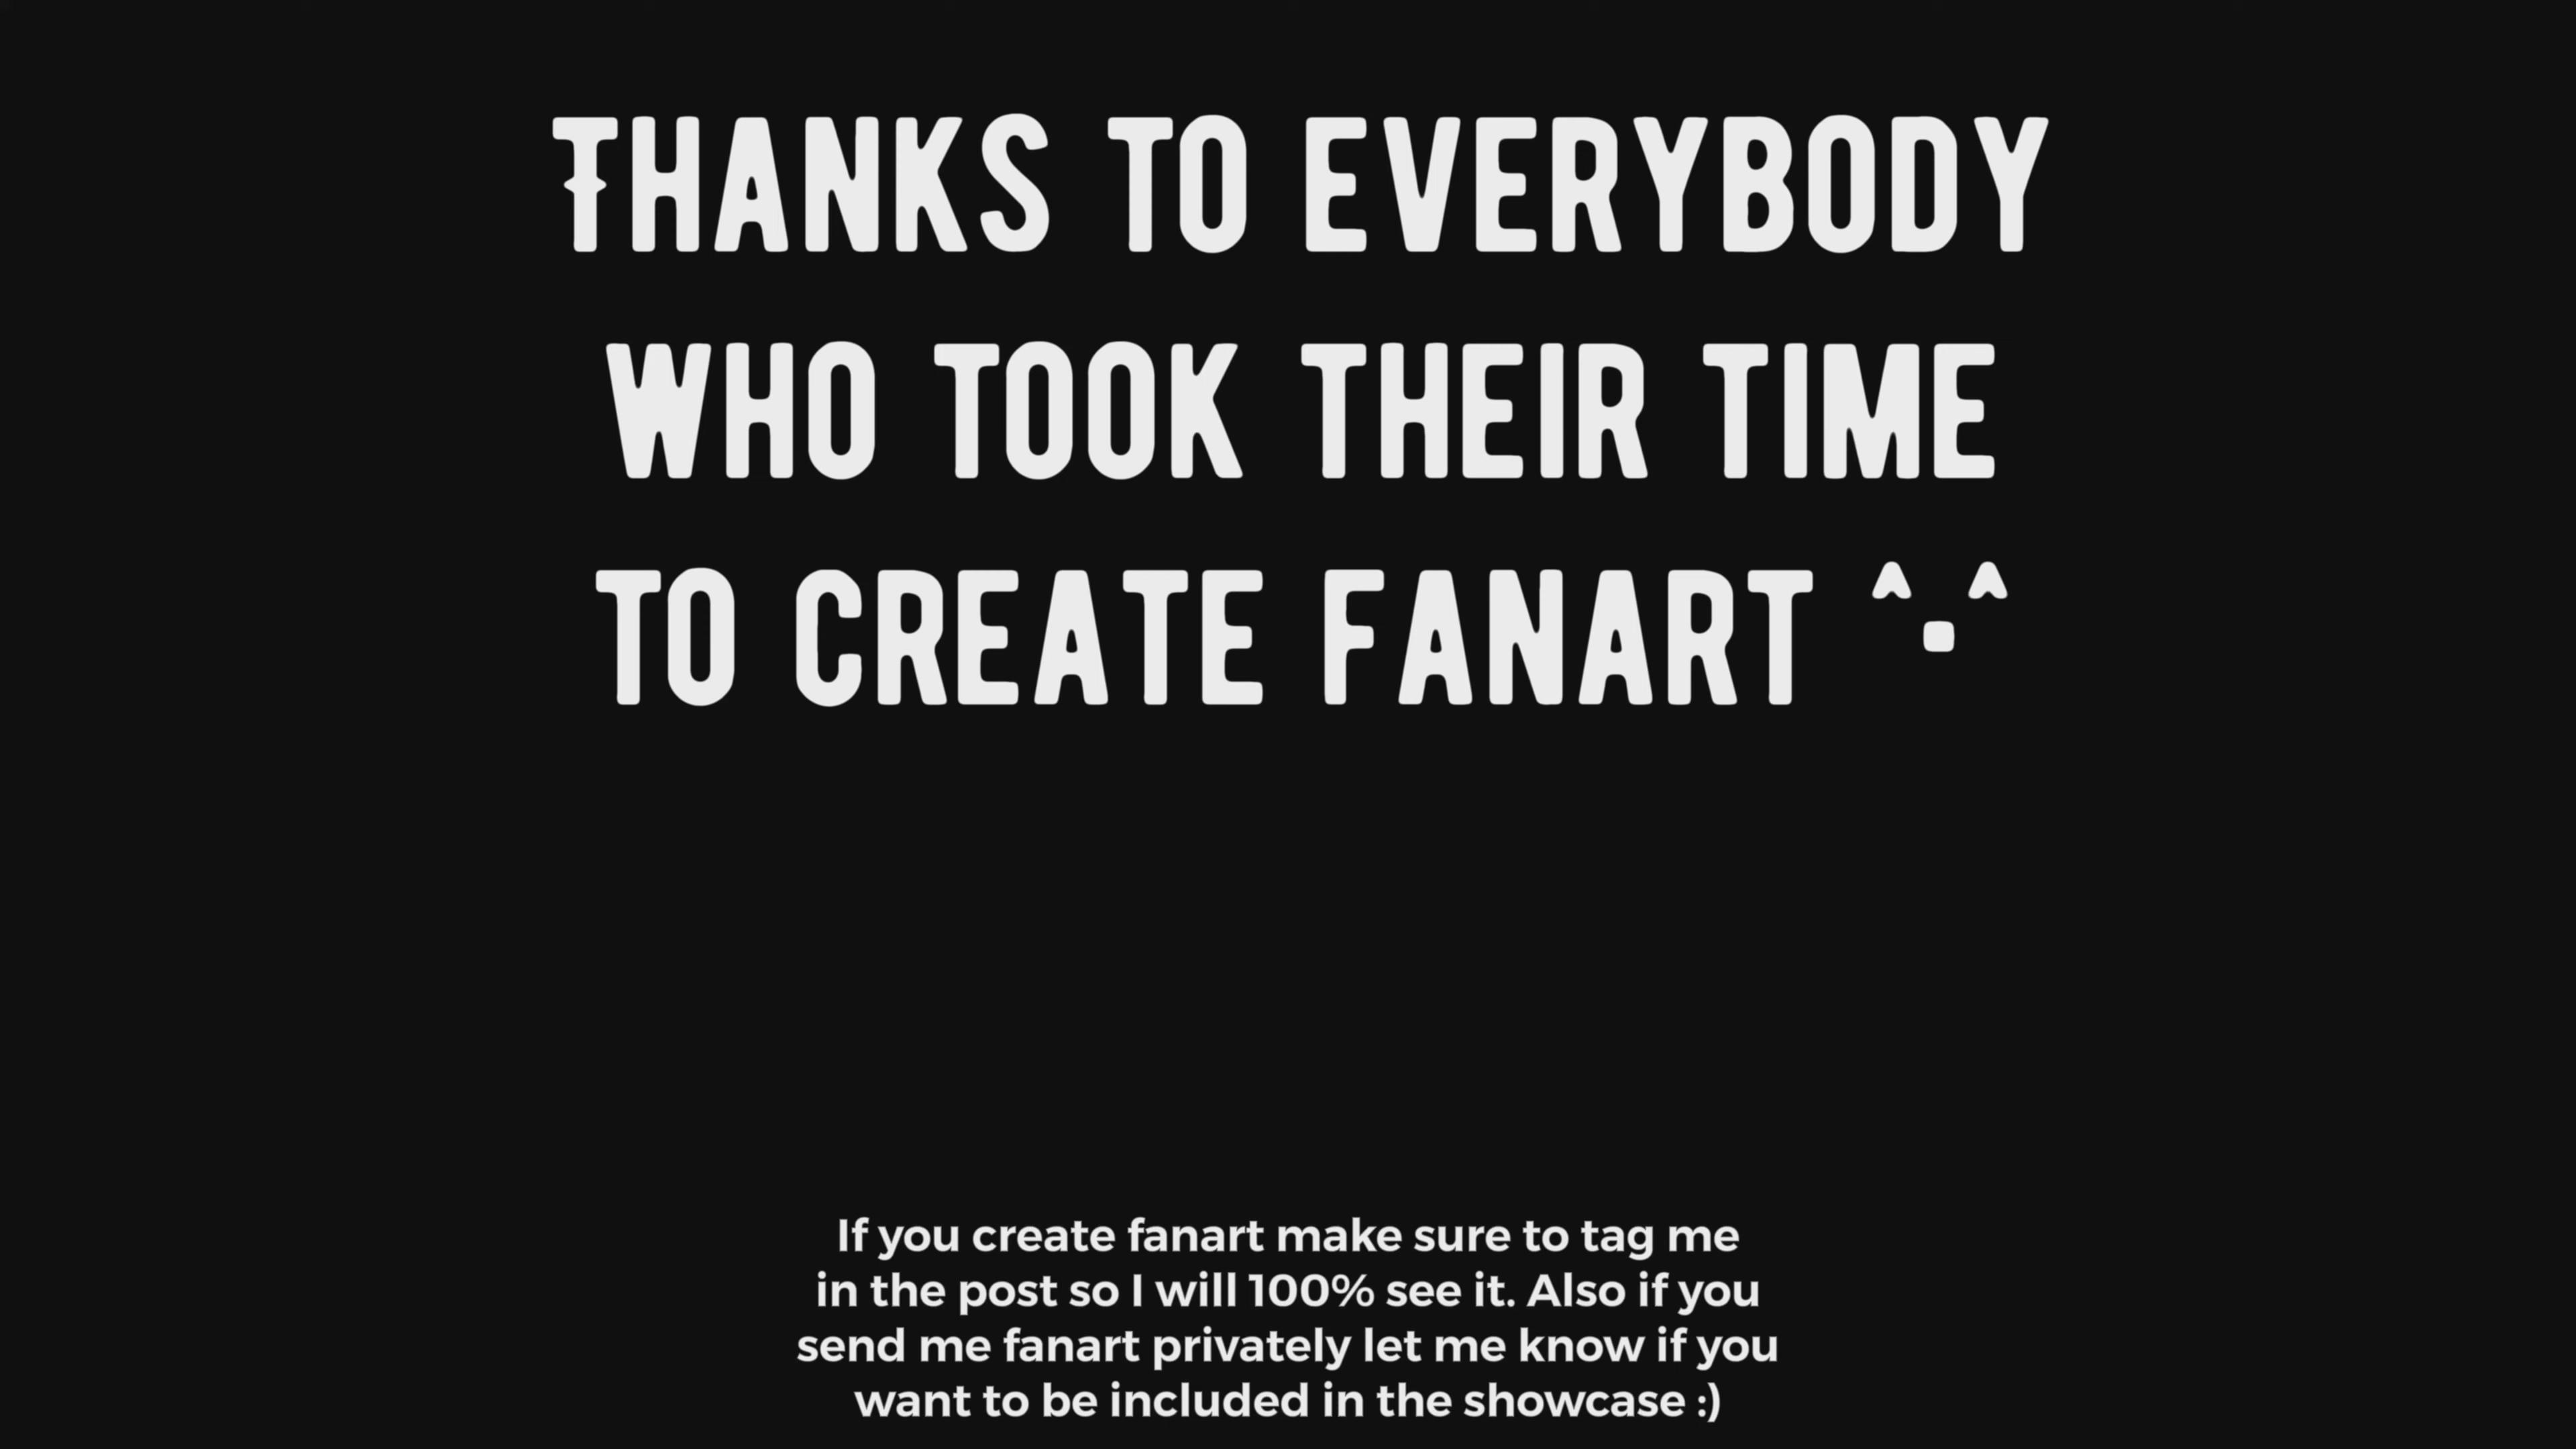 THANKS TO EVERYBODY
WHO TOOK THEIR TIME
TO CREATE FANART ^·^
If you create fanart make sure to tag me
in the post so I will 100% see it. Also if you
send me fanart privately let me know if you
want to be included in the showcase :)